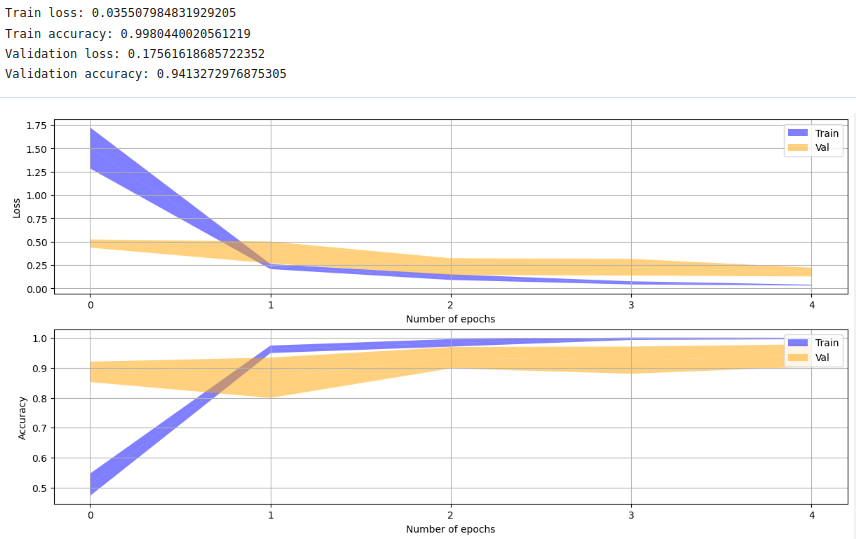 Train loss: 0.035507984831929205
Train accuracy: 0.9980440020561219
Validation loss: 0.17561618685722352
Validation accuracy: 0.9413272976875305
1.75
1.50
1.25
1.00
0.75
0.50
0.25
0.00
Loss
Train
Val
0 1 2 3 4
Number of epochs
1.0
0.9
0.8
0.7
0.6
0.5
Accuracy
Train
Val
0 1 2 3 4
Number of epochs